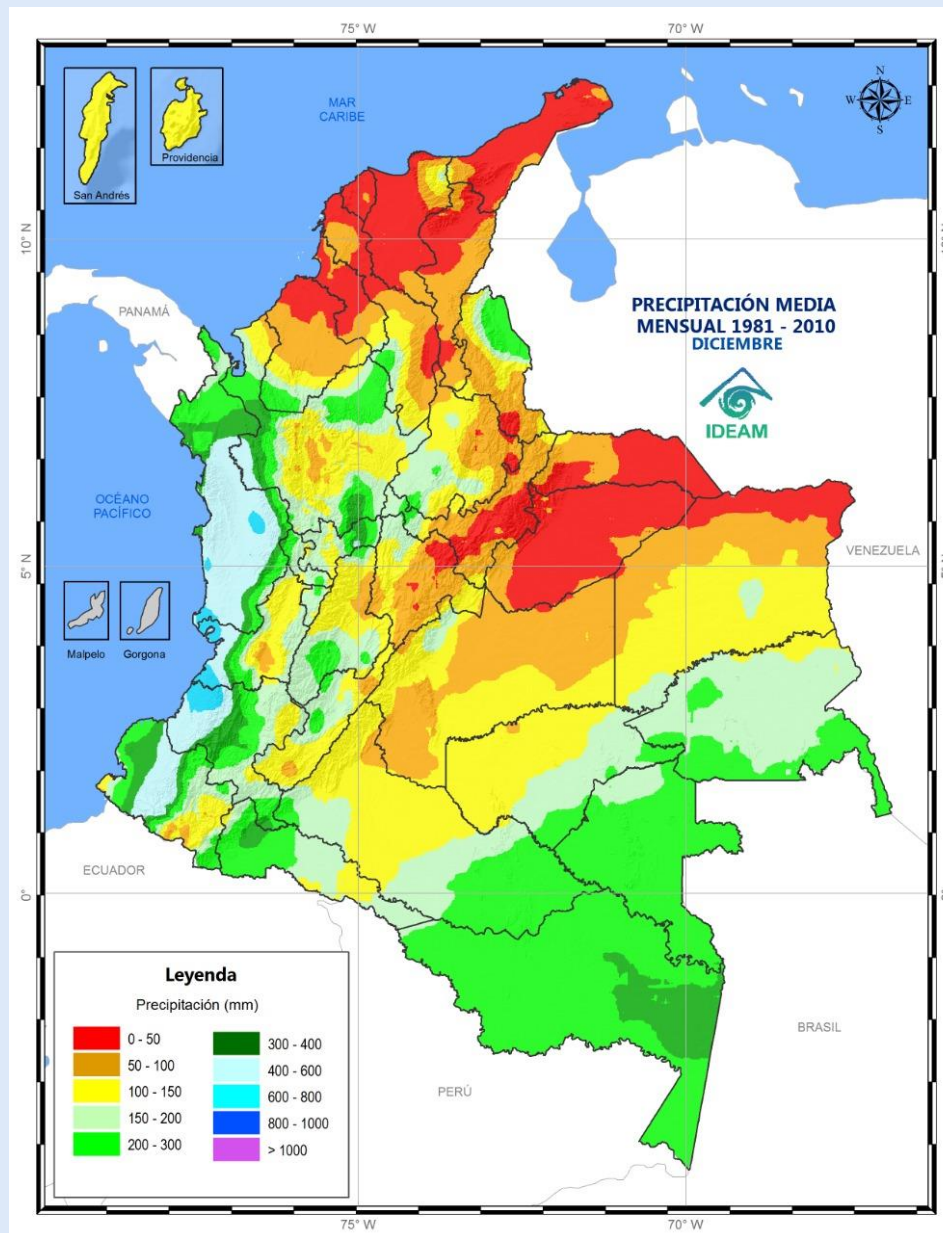 75° W
70° W
MAR
CARIBE
N
W
E
S
San Andrés
Providencia
10° N
PANAMÁ
PRECIPITACIÓN MEDIA
MENSUAL 1981 - 2010
DICIEMBRE
IDEAM
OCÉANO
PACÍFICO
VENEZUELA
5° N
Malpelo
Gorgona
ECUADOR
0°
Leyenda
Precipitación (mm)
0 - 50
50 - 100
100 - 150
150 - 200
200 - 300
300 - 400
400 - 600
600 - 800
800 - 1000
> 1000
BRASIL
PERÚ
75° W
70° W